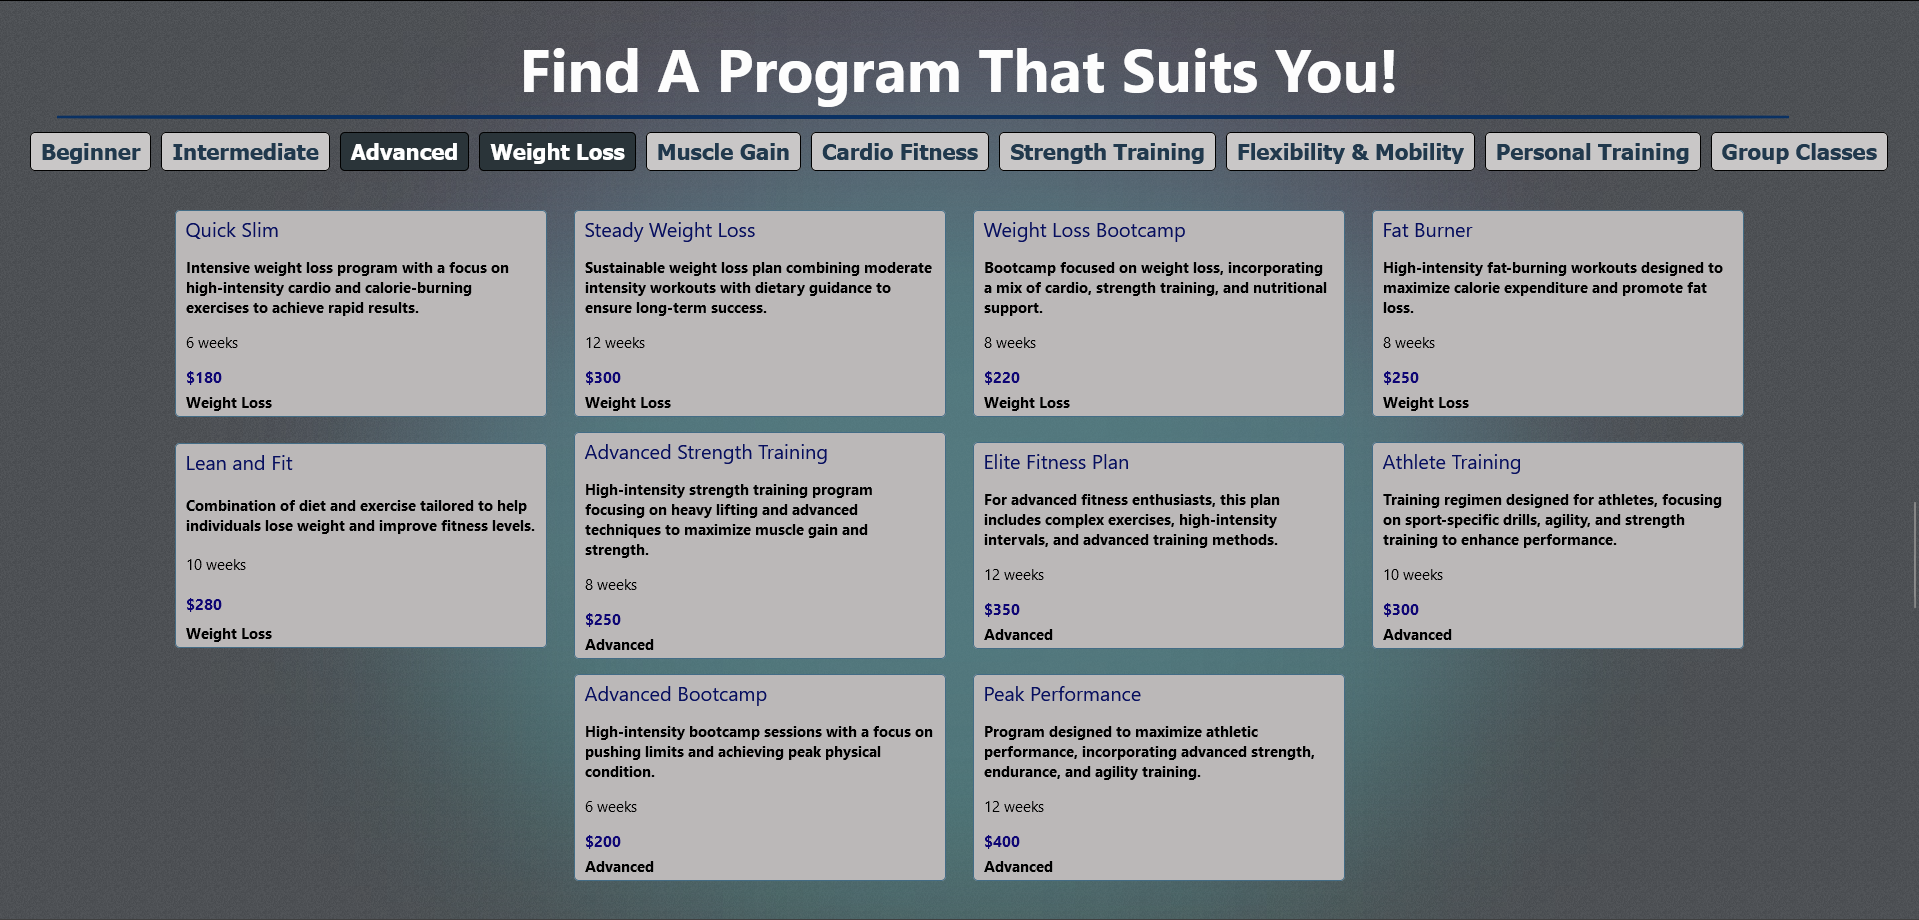 Find A Program That Suits You!
Beginner Intermediate Advanced Weight Loss Muscle Gain Cardio Fitness Strength Training Flexibility & Mobility Personal Training Group Classes
Quick Slim
Intensive weight loss program with a focus on
high-intensity cardio and calorie-burning
exercises to achieve rapid results.
6 weeks
$180
Weight Loss
Steady Weight Loss
Sustainable weight loss plan combining moderate
intensity workouts with dietary guidance to
ensure long-term success.
12 weeks
$300
Weight Loss
Weight Loss Bootcamp
Bootcamp focused on weight loss, incorporating
a mix of cardio, strength training, and nutritional
support.
8 weeks
$220
Weight Loss
Fat Burner
High-intensity fat-burning workouts designed to
maximize calorie expenditure and promote fat
loss.
8 weeks
$250
Weight Loss
Lean and Fit
Combination of diet and exercise tailored to help
individuals lose weight and improve fitness levels.
10 weeks
$280
Weight Loss
Advanced Strength Training
High-intensity strength training program
focusing on heavy lifting and advanced
techniques to maximize muscle gain and
strength.
8 weeks
$250
Advanced
Elite Fitness Plan
For advanced fitness enthusiasts, this plan
includes complex exercises, high-intensity
intervals, and advanced training methods.
12 weeks
$350
Advanced
Athlete Training
Training regimen designed for athletes, focusing
on sport-specific drills, agility, and strength
training to enhance performance.
10 weeks
$300
Advanced
Advanced Bootcamp
High-intensity bootcamp sessions with a focus on
pushing limits and achieving peak physical
condition.
6 weeks
$200
Advanced
Peak Performance
Program designed to maximize athletic
performance, incorporating advanced strength,
endurance, and agility training.
12 weeks
$400
Advanced